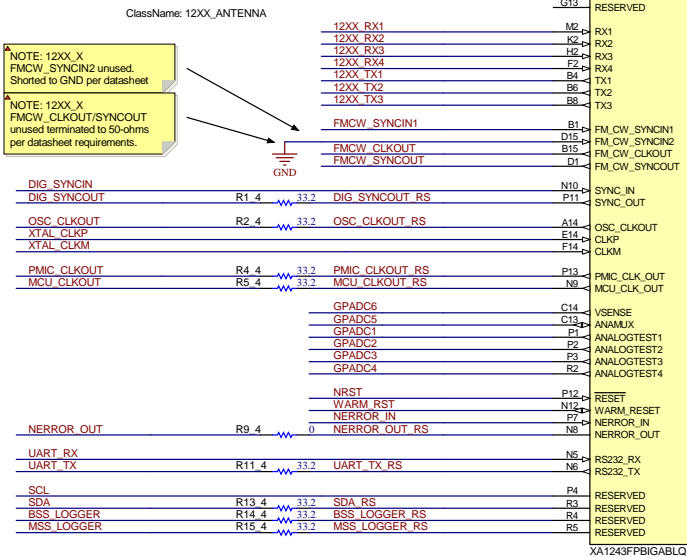 G13 RESERVED
ClassName: 12XX_ANTENNA
12XX_RX1 M2 RX1
12XX_RX2 K2 RX2
12XX_RX3 H2 RX3
12XX_RX4 F2 RX4
12XX_TX1 B4 TX1
12XX_TX2 B6 TX2
12XX_TX3 B8 TX3
NOTE: 12XX_X
FMCW_SYNCIN2 unused.
Shorted to GND per datasheet
NOTE: 12XX_X
FMCW_CLKOUT/SYNCOUT
unused terminated to 50-ohms
per datasheet requirements.
FMCW_SYNCIN1 B1 FM_CW_SYNCIN1
D15 FM_CW_SYNCIN2
FMCW_CLKOUT B15 FM_CW_CLKOUT
FMCW_SYNCOUT D1 FM_CW_SYNCOUT
GND
DIG_SYNCIN N10 SYNC_IN
DIG_SYNCOUT R1_4 33.2 DIG_SYNCOUT_RS P11 SYNC_OUT
OSC_CLKOUT R2_4 33.2 OSC_CLKOUT_RS A14 OSC_CLKOUT
XTAL_CLKP E14 CLKP
XTAL_CLKM F14 CLKM
PMIC_CLKOUT R4_4 33.2 PMIC_CLKOUT_RS P13 PMIC_CLK_OUT
MCU_CLKOUT R5_4 33.2 MCU_CLKOUT_RS N9 MCU_CLK_OUT
GPADC6 C14 VSENSE
GPADC5 C13 ANAMUX
GPADC1 P1 ANALOGTEST1
GPADC2 P2 ANALOGTEST2
GPADC3 P3 ANALOGTEST3
GPADC4 R2 ANALOGTEST4
NRST P12 RESET
WARM_RST N12 WARM_RESET
NERROR_IN P7 NERROR_IN
NERROR_OUT R9_4 0 NERROR_OUT_RS N8 NERROR_OUT
UART_RX N5 RS232_RX
UART_TX R11_4 33.2 UART_TX_RS N6 RS232_TX
SCL P4 RESERVED
SDA R13_4 33.2 SDA_RS R3 RESERVED
BSS_LOGGER R14_4 33.2 BSS_LOGGER_RS R4 RESERVED
MSS_LOGGER R15_4 33.2 MSS_LOGGER_RS R5 RESERVED
XA1243FPBIGABLQ